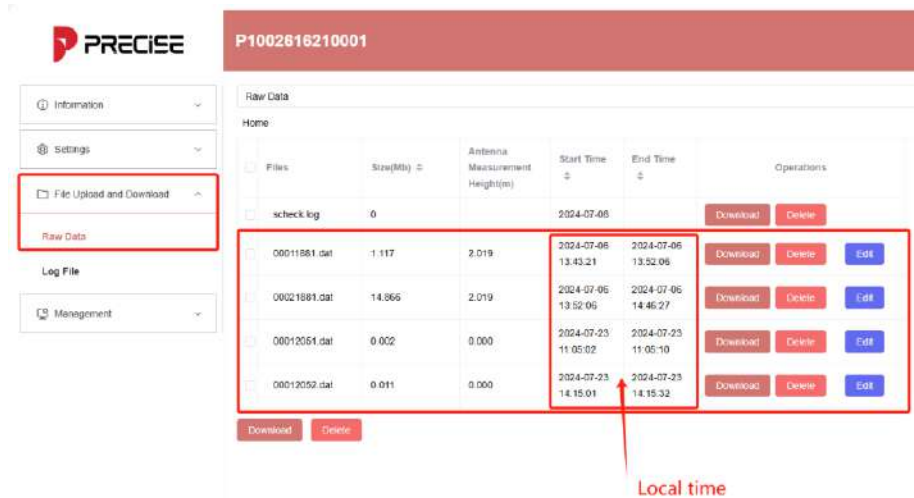 PRECISE
P1002616210001
Information
Settings
File Upload and Download
Raw Data
Log File
Management
Raw Data
Home
Files Size(Mb) Antenna Measurement Height(m) Start Time End Time Operations
scheck.log 0 2024-07-06 Download Delete
00011881.dat 1.117 2.019 2024-07-06 13:43:21 2024-07-06 13:52:06 Download Delete Edit
00021881.dat 14.866 2.019 2024-07-06 13:52:06 2024-07-06 14:46:27 Download Delete Edit
00012051.dat 0.002 0.000 2024-07-23 11:05:02 2024-07-23 11:05:10 Download Delete Edit
00012052.dat 0.011 0.000 2024-07-23 14:15:01 2024-07-23 14:15:32 Download Delete Edit
Download Delete
Local time